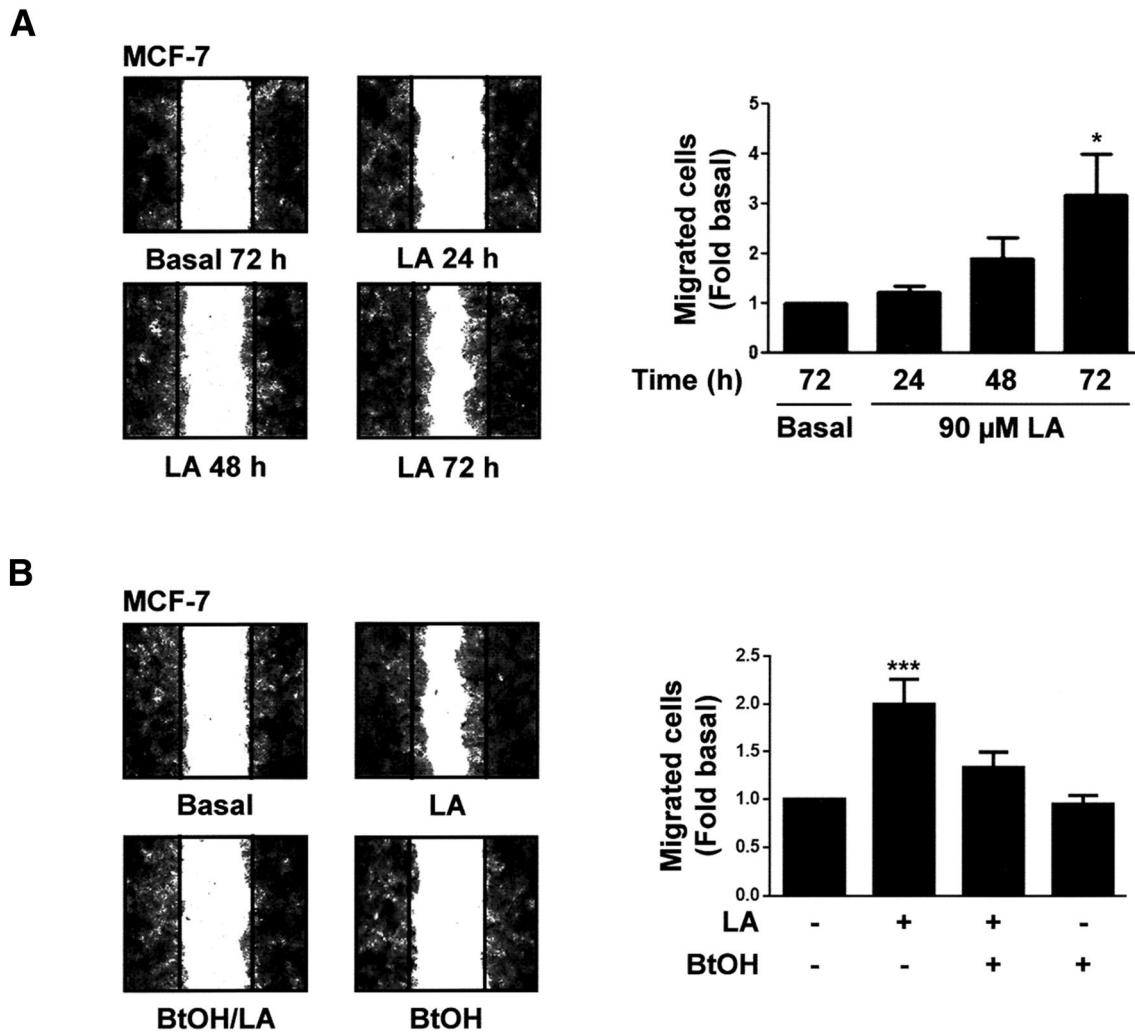 A
MCF-7
Basal 72 h
LA 24 h
LA 48 h
LA 72 h
Migrated cells
(Fold basal)
5
4
3
2
1
0
*
Time (h) 72 24 48 72
Basal 90 µM LA
B
MCF-7
Basal
LA
BtOH/LA
BtOH
Migrated cells
(Fold basal)
2.5
2.0
1.5
1.0
0.5
0.0
***
LA - + + -
BtOH - - + +